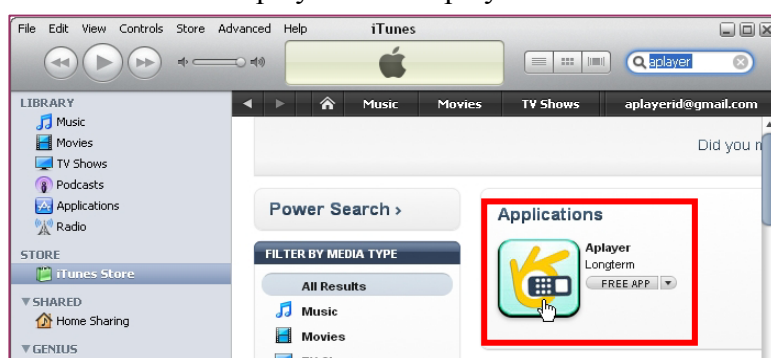 File Edit View Controls Store Advanced Help iTunes
aplayer
LIBRARY
Music
Movies
TV Shows
Podcasts
Applications
Radio
STORE
iTunes Store
SHARED
Home Sharing
GENIUS
Music Movies TV Shows aplayerid@gmail.com
Did you
Power Search ›
FILTER BY MEDIA TYPE
All Results
Music
Movies
Applications
Aplayer
Longterm
FREE APP